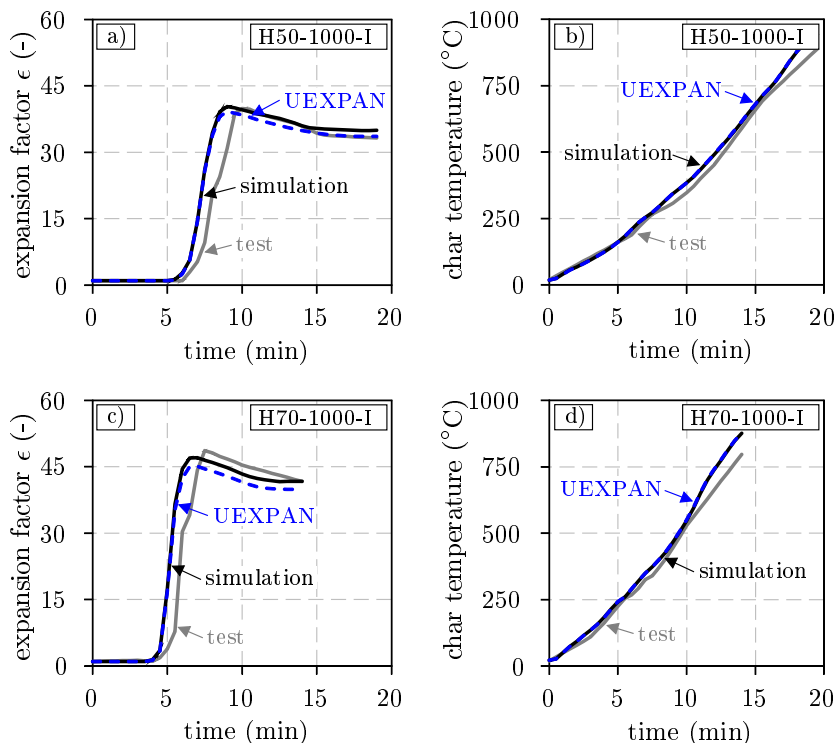 a)
H50-1000-I
expansion factor ϵ (-)
60
45
30
15
0
UEXPAN
simulation
test
0 5 10 15 20
time (min)
b)
H50-1000-I
char temperature (°C)
1000
750
500
250
0
UEXPAN
simulation
test
0 5 10 15 20
time (min)
c)
H70-1000-I
expansion factor ϵ (-)
60
45
30
15
0
UEXPAN
simulation
test
0 5 10 15 20
time (min)
d)
H70-1000-I
char temperature (°C)
1000
750
500
250
0
UEXPAN
simulation
test
0 5 10 15 20
time (min)